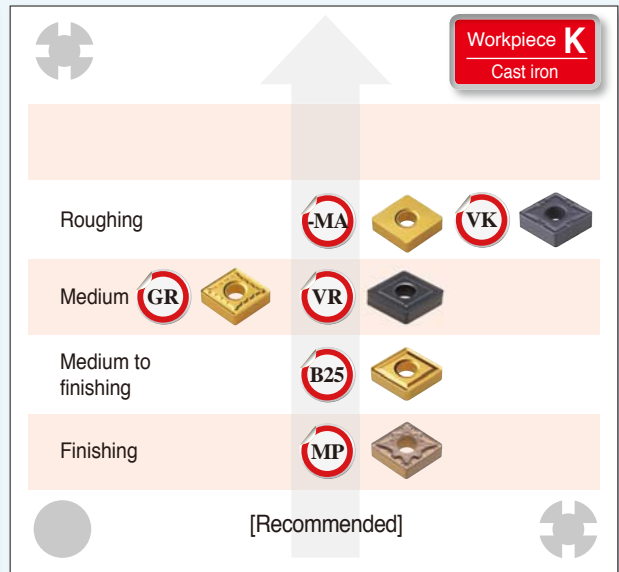 Workpiece K
Cast iron
Roughing
-MA
VK
Medium
GR
VR
Medium to
finishing
B25
Finishing
MP
[Recommended]